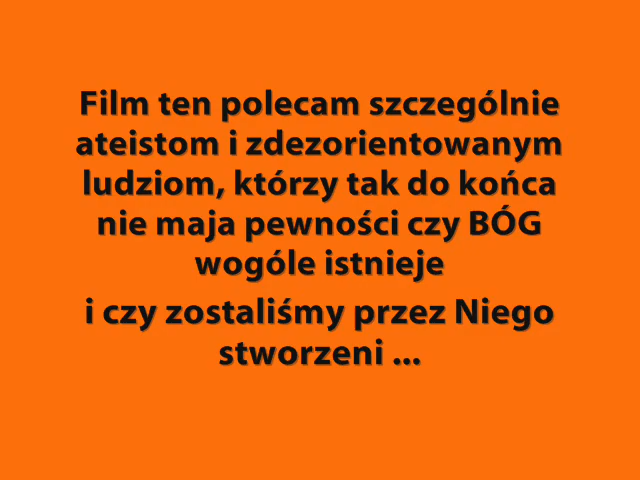 Film ten polecam szczególnie
ateistom i zdezorientowanym
ludziom, którzy tak do końca
nie maja pewności czy BÓG
wogóle istnieje
i czy zostaliśmy przez Niego
stworzeni ...